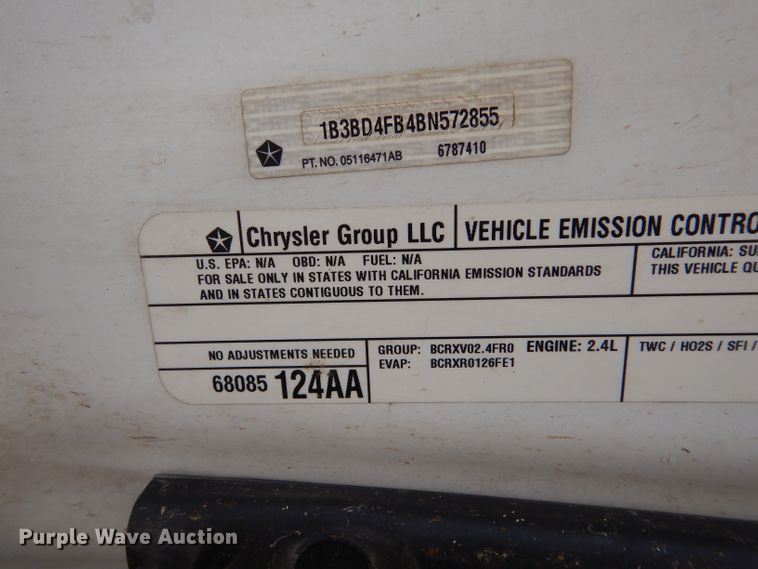 1B3BD4FB4BN572855
PT. NO. 05116471AB 6787410
Chrysler Group LLC VEHICLE EMISSION CONTRO
U.S. EPA: N/A OBD: N/A FUEL: N/A
FOR SALE ONLY IN STATES WITH CALIFORNIA EMISSION STANDARDS
AND IN STATES CONTIGUOUS TO THEM.
CALIFORNIA: SU
THIS VEHICLE QU
NO ADJUSTMENTS NEEDED
68085 124AA
GROUP: BCRXV02.4FR0 ENGINE: 2.4L
EVAP: BCRXR0126FE1
TWC / HO2S / SFI /
Purple Wave Auction